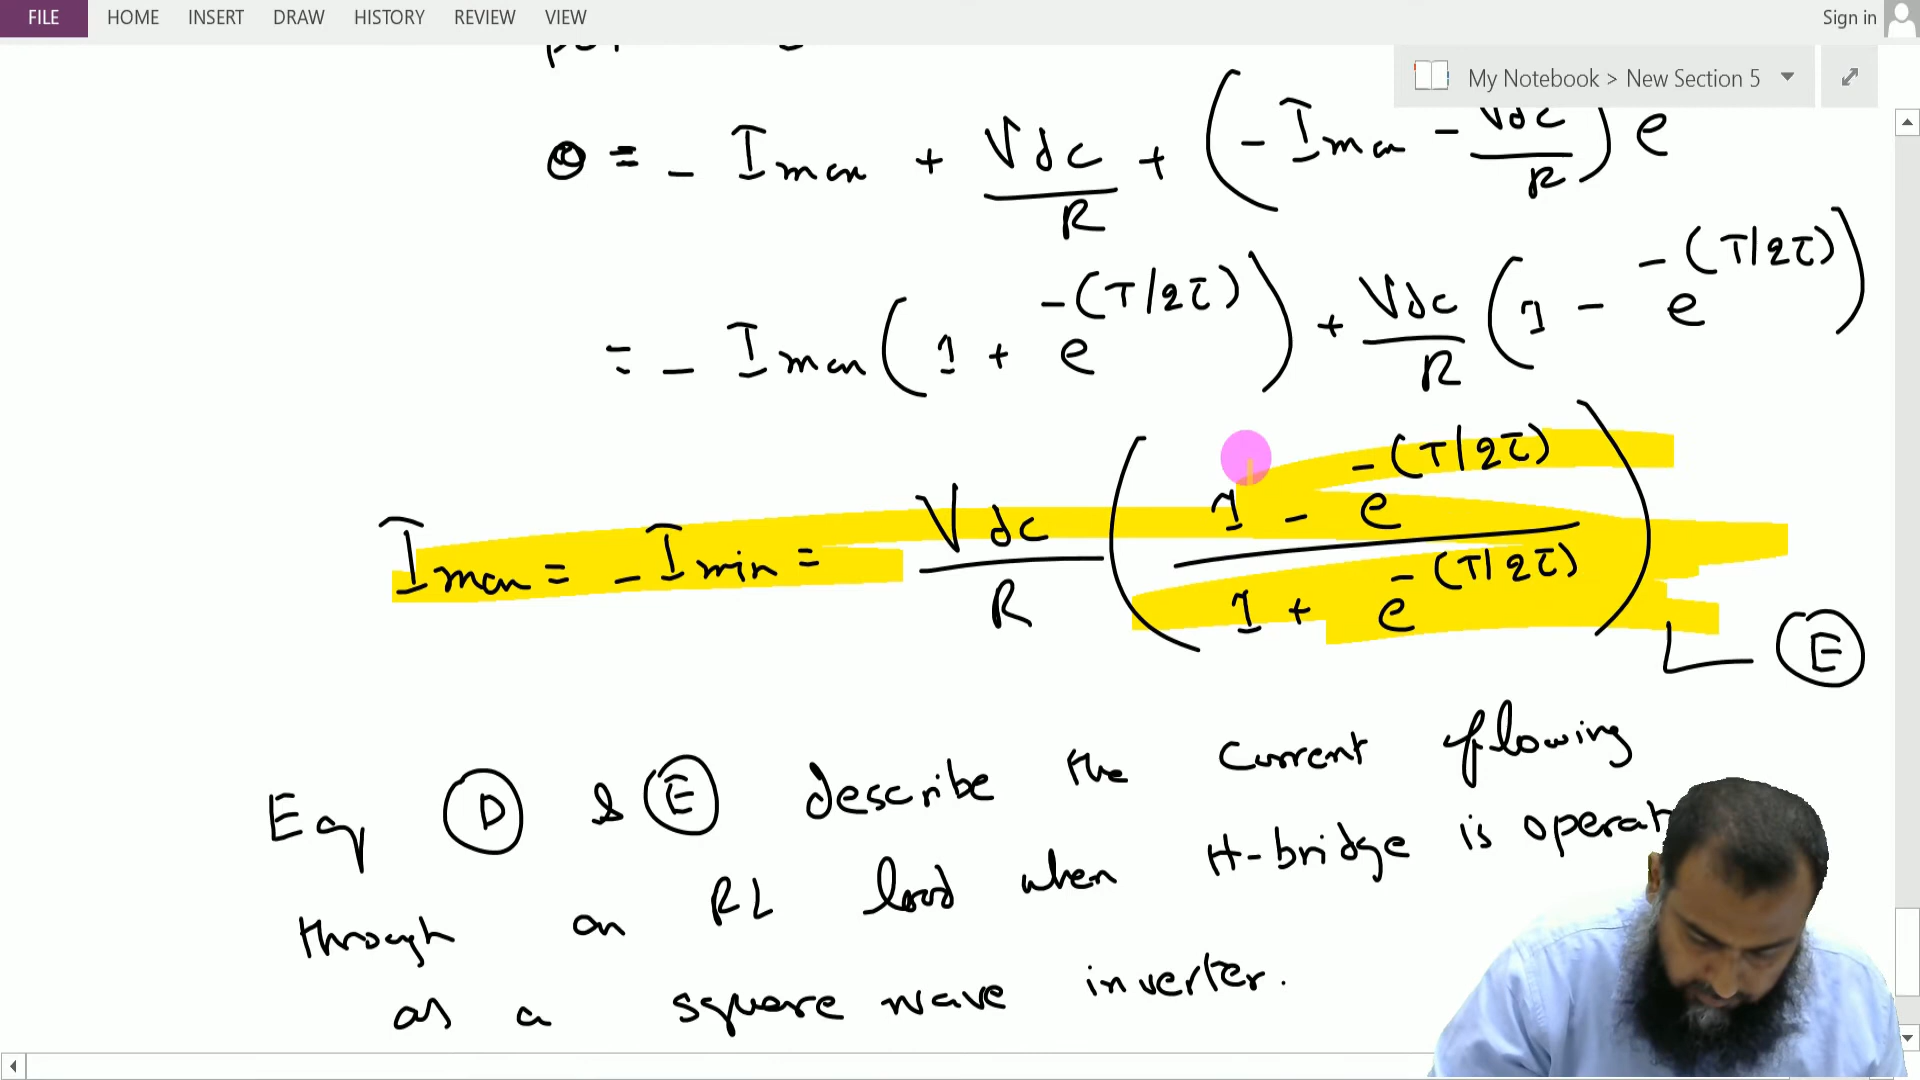 FILE HOME INSERT DRAW HISTORY REVIEW VIEW Sign in
My Notebook > New Section 5
0 = - Imax + Vdc/R + (-Imax - Vdc/R) e
= - Imax (1 + e^-(T/2τ)) + Vdc/R (1 - e^-(T/2τ))
Imax = - Imin = Vdc/R ((1 - e^-(T/2τ)) / (1 + e^-(T/2τ)))
E
Eq D & E describe the current flowing
through an RL load when H-bridge is operat
as a square wave inverter.